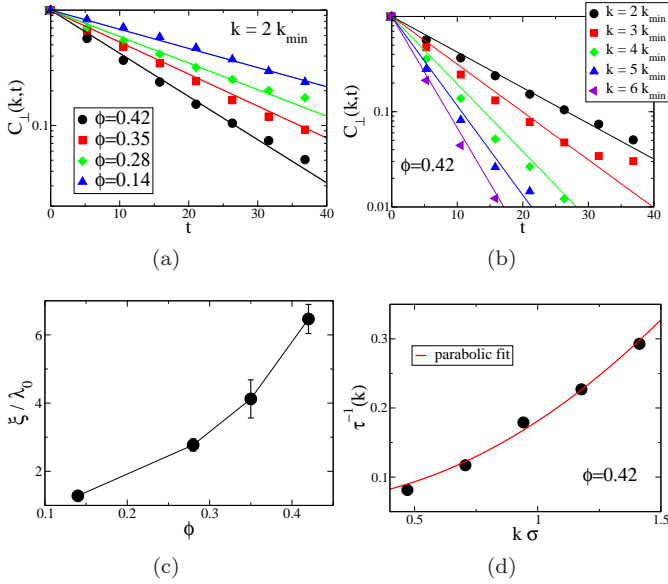 k = 2 k_min
C⊥(k,t)
0.1
ϕ=0.42
ϕ=0.35
ϕ=0.28
ϕ=0.14
0 10 20 30 40
t
(a)
k = 2 k_min
k = 3 k_min
k = 4 k_min
k = 5 k_min
k = 6 k_min
C⊥(k,t)
0.1
0.01
ϕ=0.42
0 10 20 30 40
t
(b)
ξ / λ_0
6
4
2
0.1 0.2 0.3 0.4
ϕ
(c)
τ^-1(k)
0.3
0.2
0.1
parabolic fit
ϕ=0.42
0.5 1 1.5
k σ
(d)